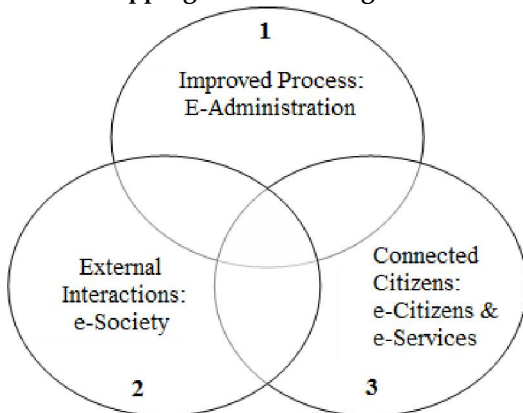 1
Improved Process:
E-Administration
External
Interactions:
e-Society
Connected
Citizens:
e-Citizens &
e-Services
2
3